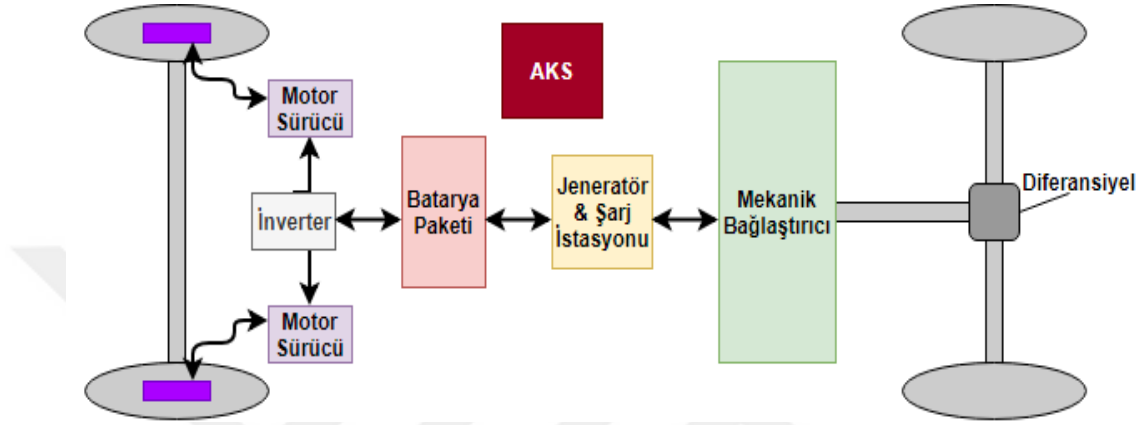 AKS
Motor
Sürücü
İnverter
Batarya
Paketi
Jeneratör
& Şarj
İstasyonu
Mekanik
Bağlaştırıcı
Diferansiyel
Motor
Sürücü